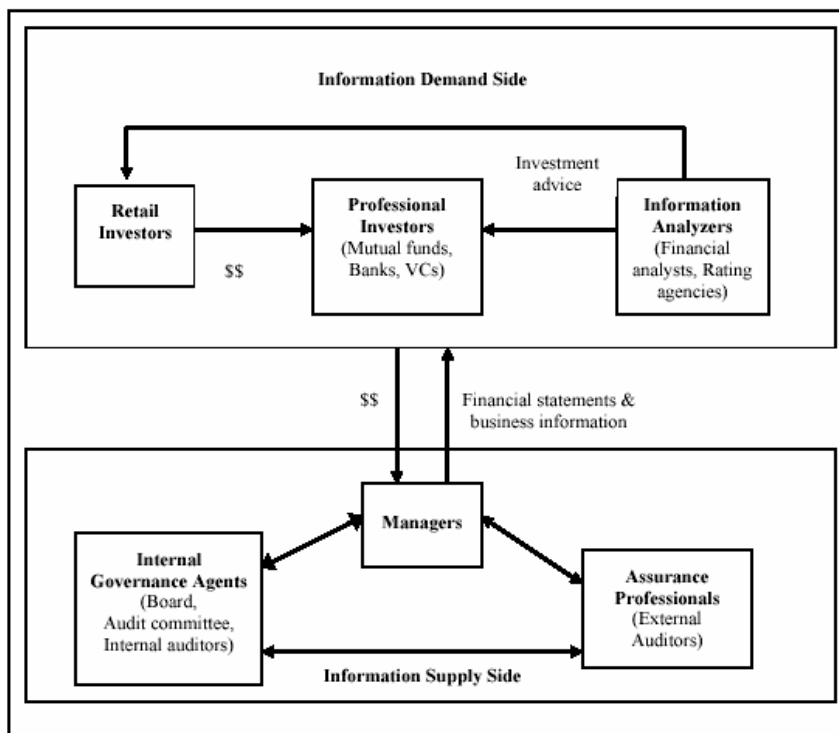 Information Demand Side
Investment
advice
Retail
Investors
Professional
Investors
(Mutual funds,
Banks, VCs)
Information
Analyzers
(Financial
analysts, Rating
agencies)
$$
$$
Financial statements &
business information
Managers
Internal
Governance Agents
(Board,
Audit committee,
Internal auditors)
Assurance
Professionals
(External
Auditors)
Information Supply Side